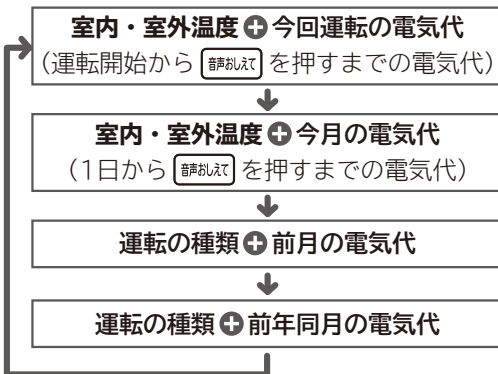 室内・室外温度＋今回運転の電気代
（運転開始から 音声おしえて を押すまでの電気代）
室内・室外温度＋今月の電気代
（1日から 音声おしえて を押すまでの電気代）
運転の種類＋前月の電気代
運転の種類＋前年同月の電気代